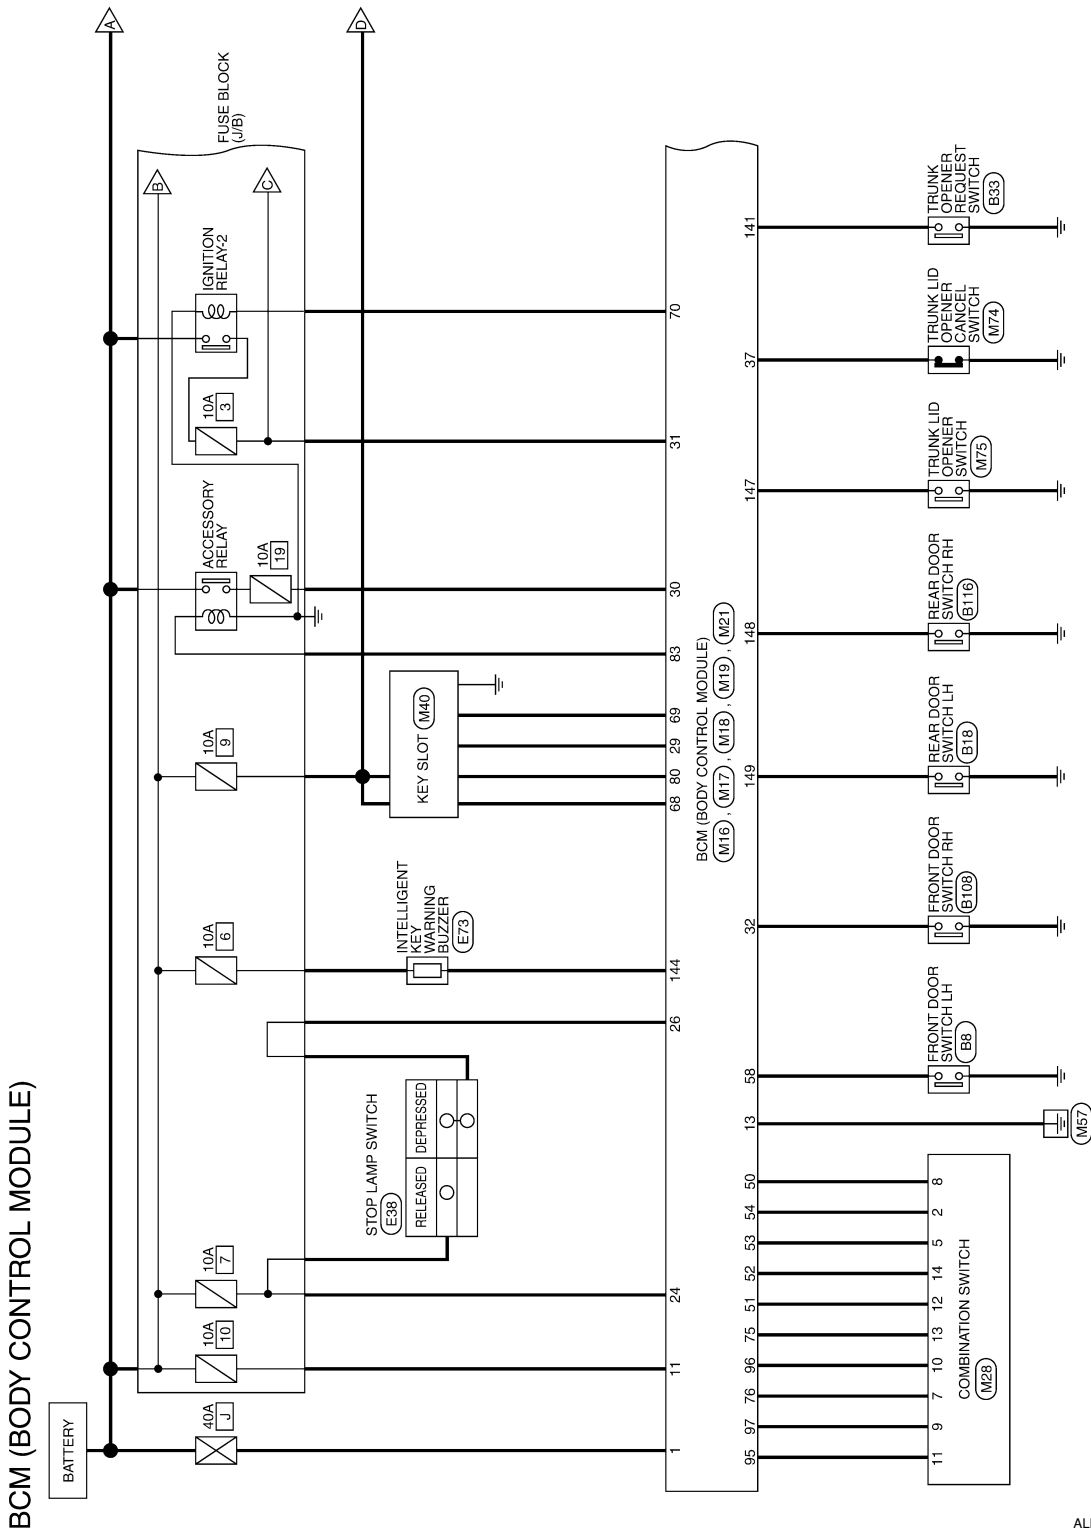 BCM (BODY CONTROL MODULE)
BATTERY
A
D
FUSE BLOCK
(J/B)
B
C
40A
J
10A
10
10A
7
10A
6
10A
9
ACCESSORY
RELAY
10A
19
10A
3
IGNITION
RELAY-2
STOP LAMP SWITCH
E38
RELEASED
DEPRESSED
INTELLIGENT
KEY
WARNING
BUZZER
E73
KEY SLOT
M40
1
11
24
26
144
68
80
29
69
83
30
31
70
BCM (BODY CONTROL MODULE)
M16 , M17 , M18 , M19 , M21
95
97
76
96
75
51
52
53
54
50
13
58
32
149
148
147
37
141
11
9
7
10
13
12
14
5
2
8
COMBINATION SWITCH
M28
M57
FRONT DOOR
SWITCH LH
B8
FRONT DOOR
SWITCH RH
B108
REAR DOOR
SWITCH LH
B18
REAR DOOR
SWITCH RH
B116
TRUNK LID
OPENER
SWITCH
M75
TRUNK LID
OPENER
CANCEL
SWITCH
M74
TRUNK
OPENER
REQUEST
SWITCH
B33